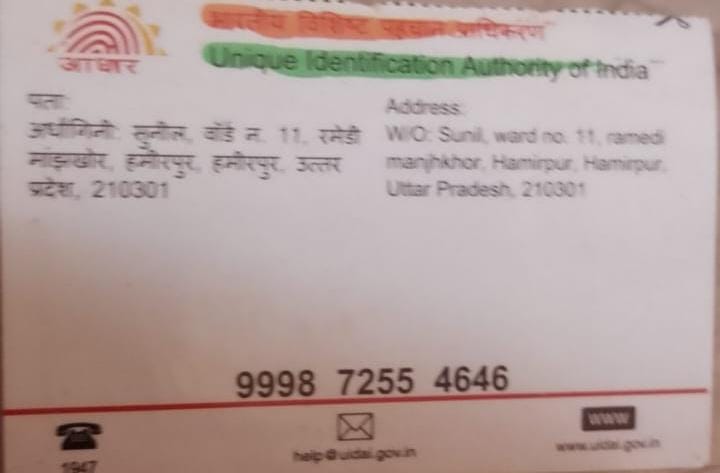 आधार
भारतीय विशिष्ट पहचान प्राधिकरण
Unique Identification Authority of India
पता:
अर्धांगिनी: सुनील, वॉर्ड न. 11, रमेडी
मांझखोर, हमीरपुर, हमीरपुर, उत्तर
प्रदेश, 210301
Address:
W/O: Sunil, ward no. 11, ramedi
manjhkhor, Hamirpur, Hamirpur,
Uttar Pradesh, 210301
9998 7255 4646
1947
help@uidai.gov.in
WWW
www.uidai.gov.in